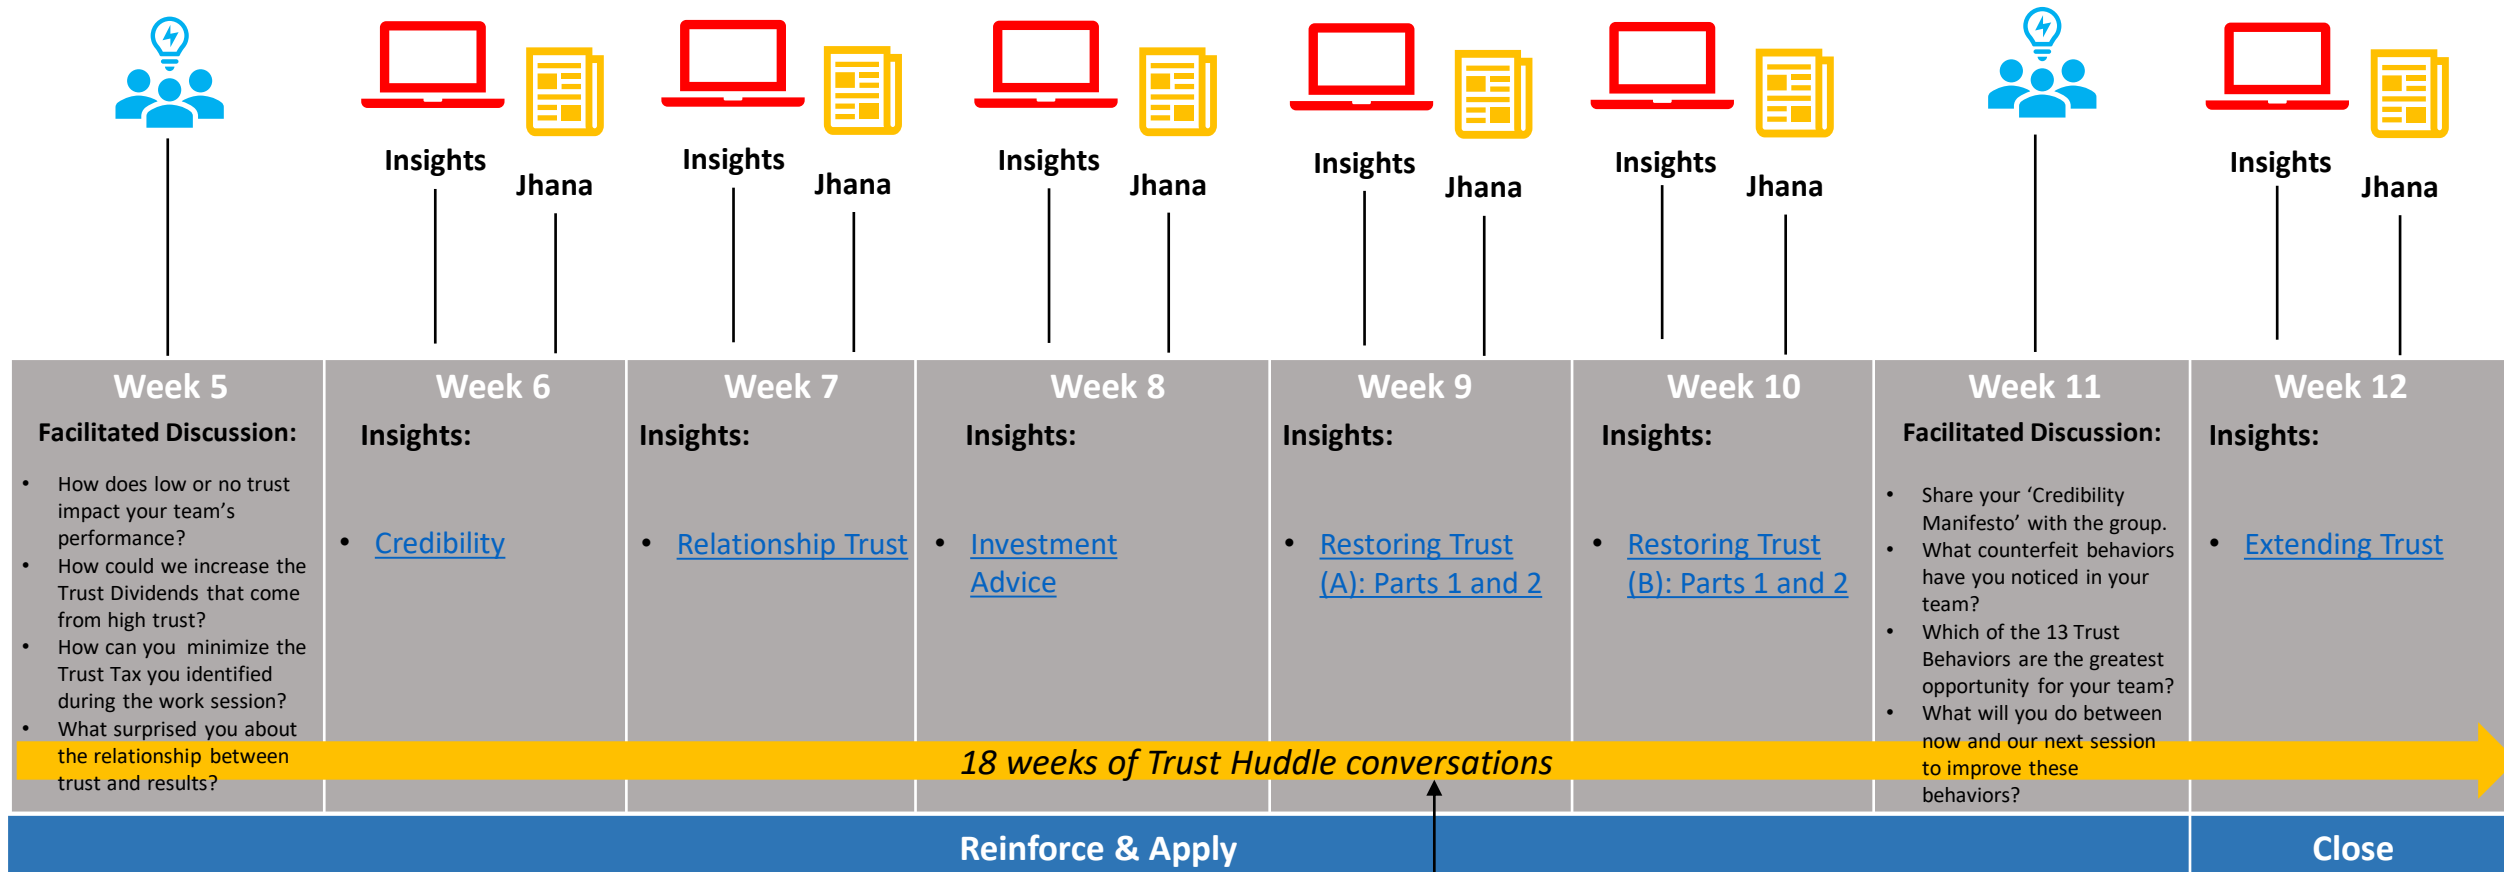 Insights
Jhana
Insights
Jhana
Insights
Jhana
Insights
Jhana
Insights
Jhana
Insights
Jhana
Week 5
Facilitated Discussion:
• How does low or no trust
impact your team’s
performance?
• How could we increase the
Trust Dividends that come
from high trust?
• How can you minimize the
Trust Tax you identified
during the work session?
• What surprised you about
the relationship between
trust and results?
Week 6
Insights:
• Credibility
Week 7
Insights:
• Relationship Trust
Week 8
Insights:
• Investment
Advice
Week 9
Insights:
• Restoring Trust
(A): Parts 1 and 2
Week 10
Insights:
• Restoring Trust
(B): Parts 1 and 2
Week 11
Facilitated Discussion:
• Share your ‘Credibility
Manifesto’ with the group.
• What counterfeit behaviors
have you noticed in your
team?
• Which of the 13 Trust
Behaviors are the greatest
opportunity for your team?
• What will you do between
now and our next session
to improve these
behaviors?
Week 12
Insights:
• Extending Trust
18 weeks of Trust Huddle conversations
Reinforce & Apply
Close